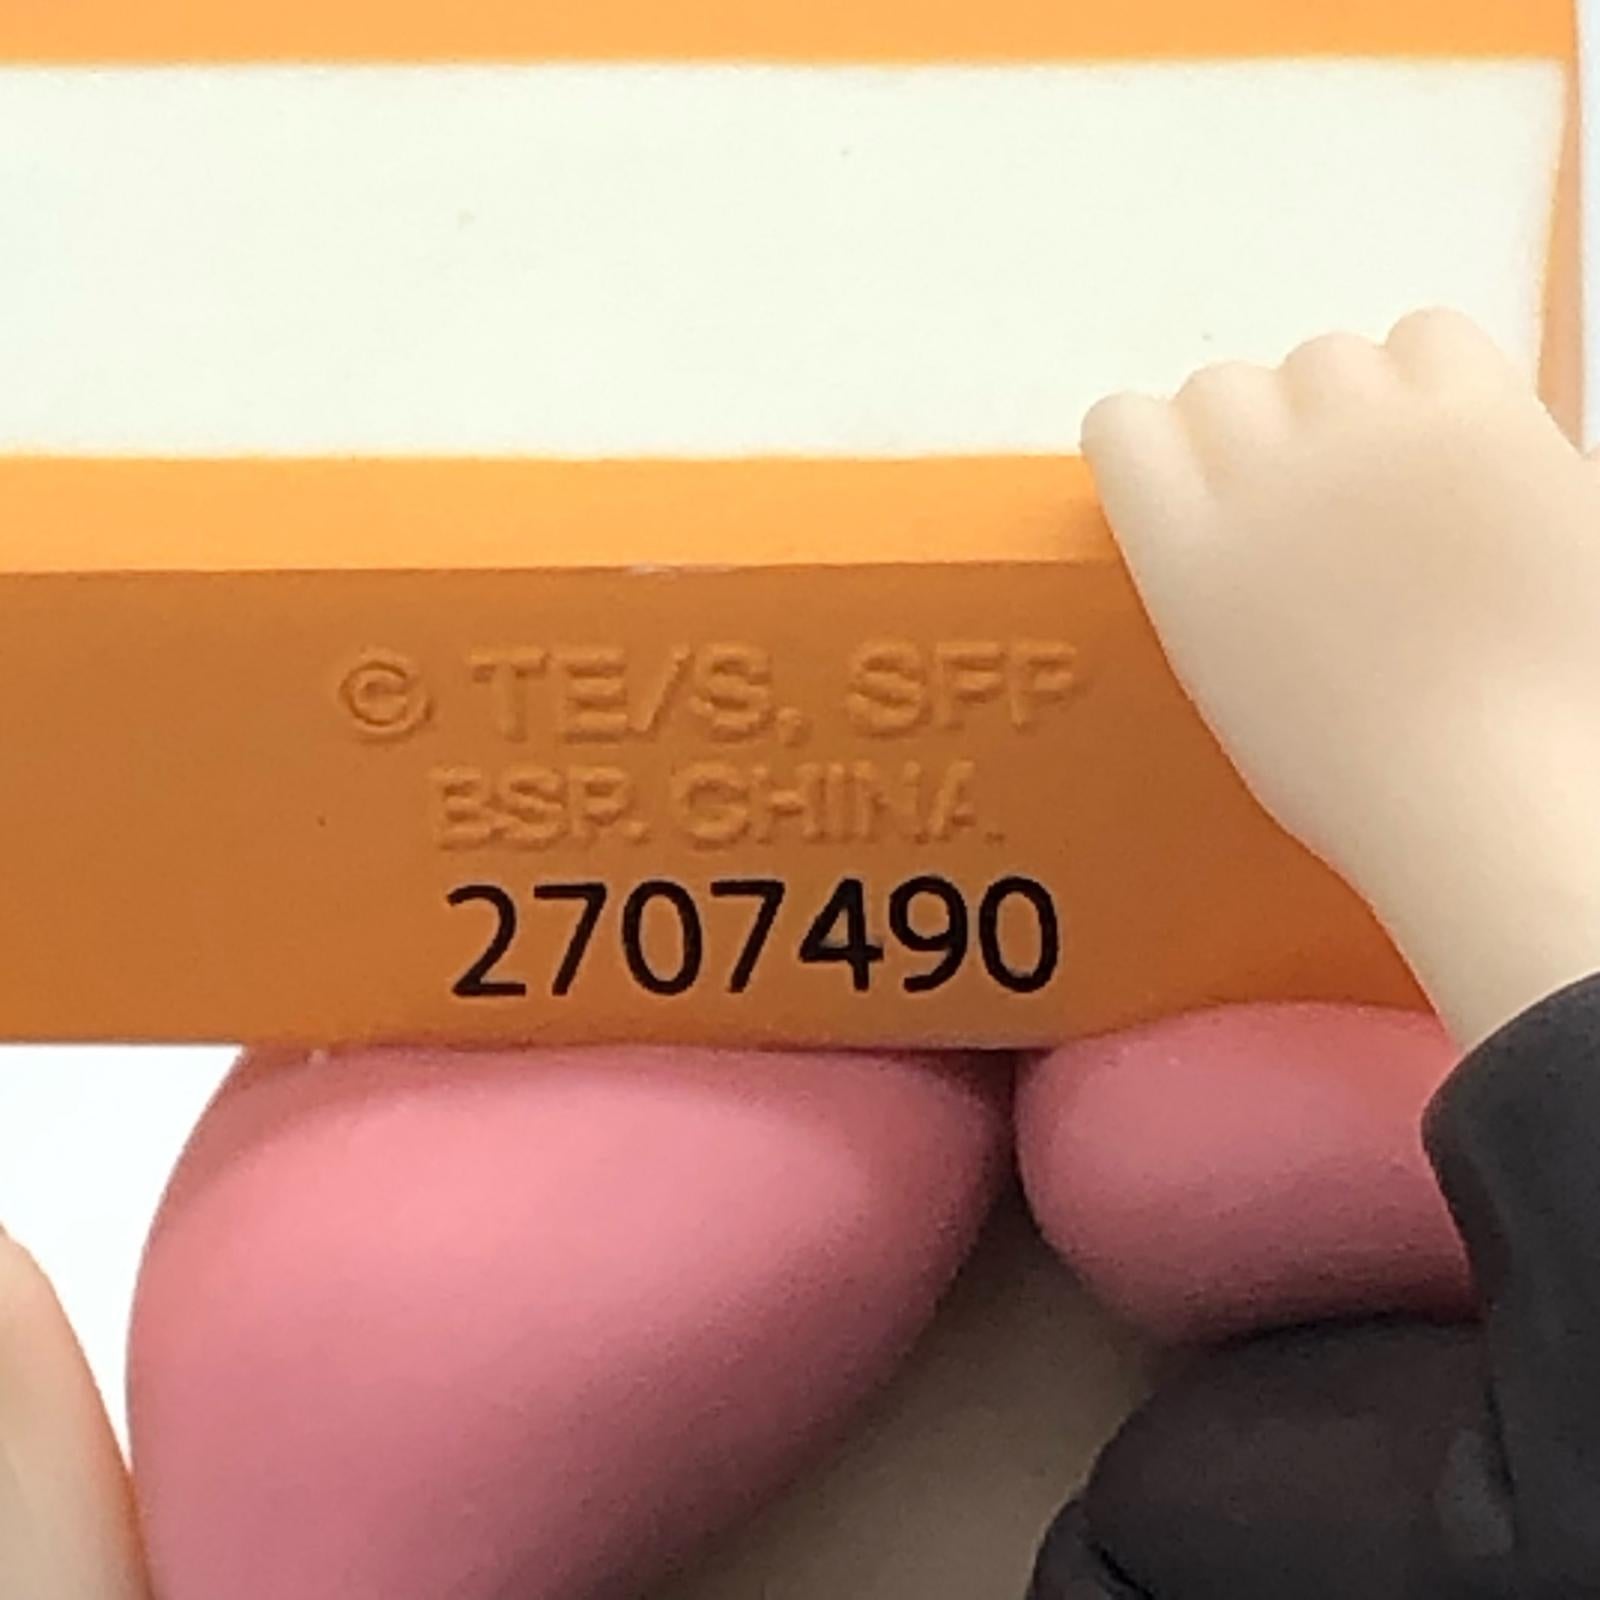 © TE/S, SFP
BSP. CHINA.
2707490